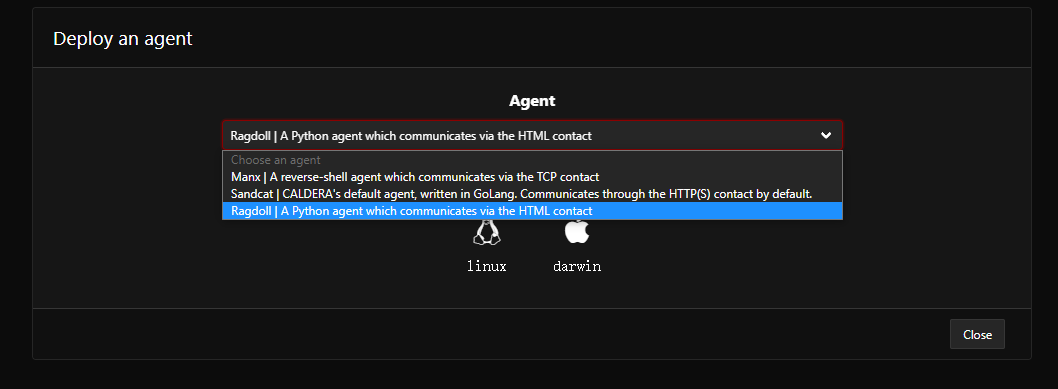 Deploy an agent
Agent
Ragdoll | A Python agent which communicates via the HTML contact
Choose an agent
Manx | A reverse-shell agent which communicates via the TCP contact
Sandcat | CALDERA's default agent, written in GoLang. Communicates through the HTTP(S) contact by default.
Ragdoll | A Python agent which communicates via the HTML contact
linux darwin
Close